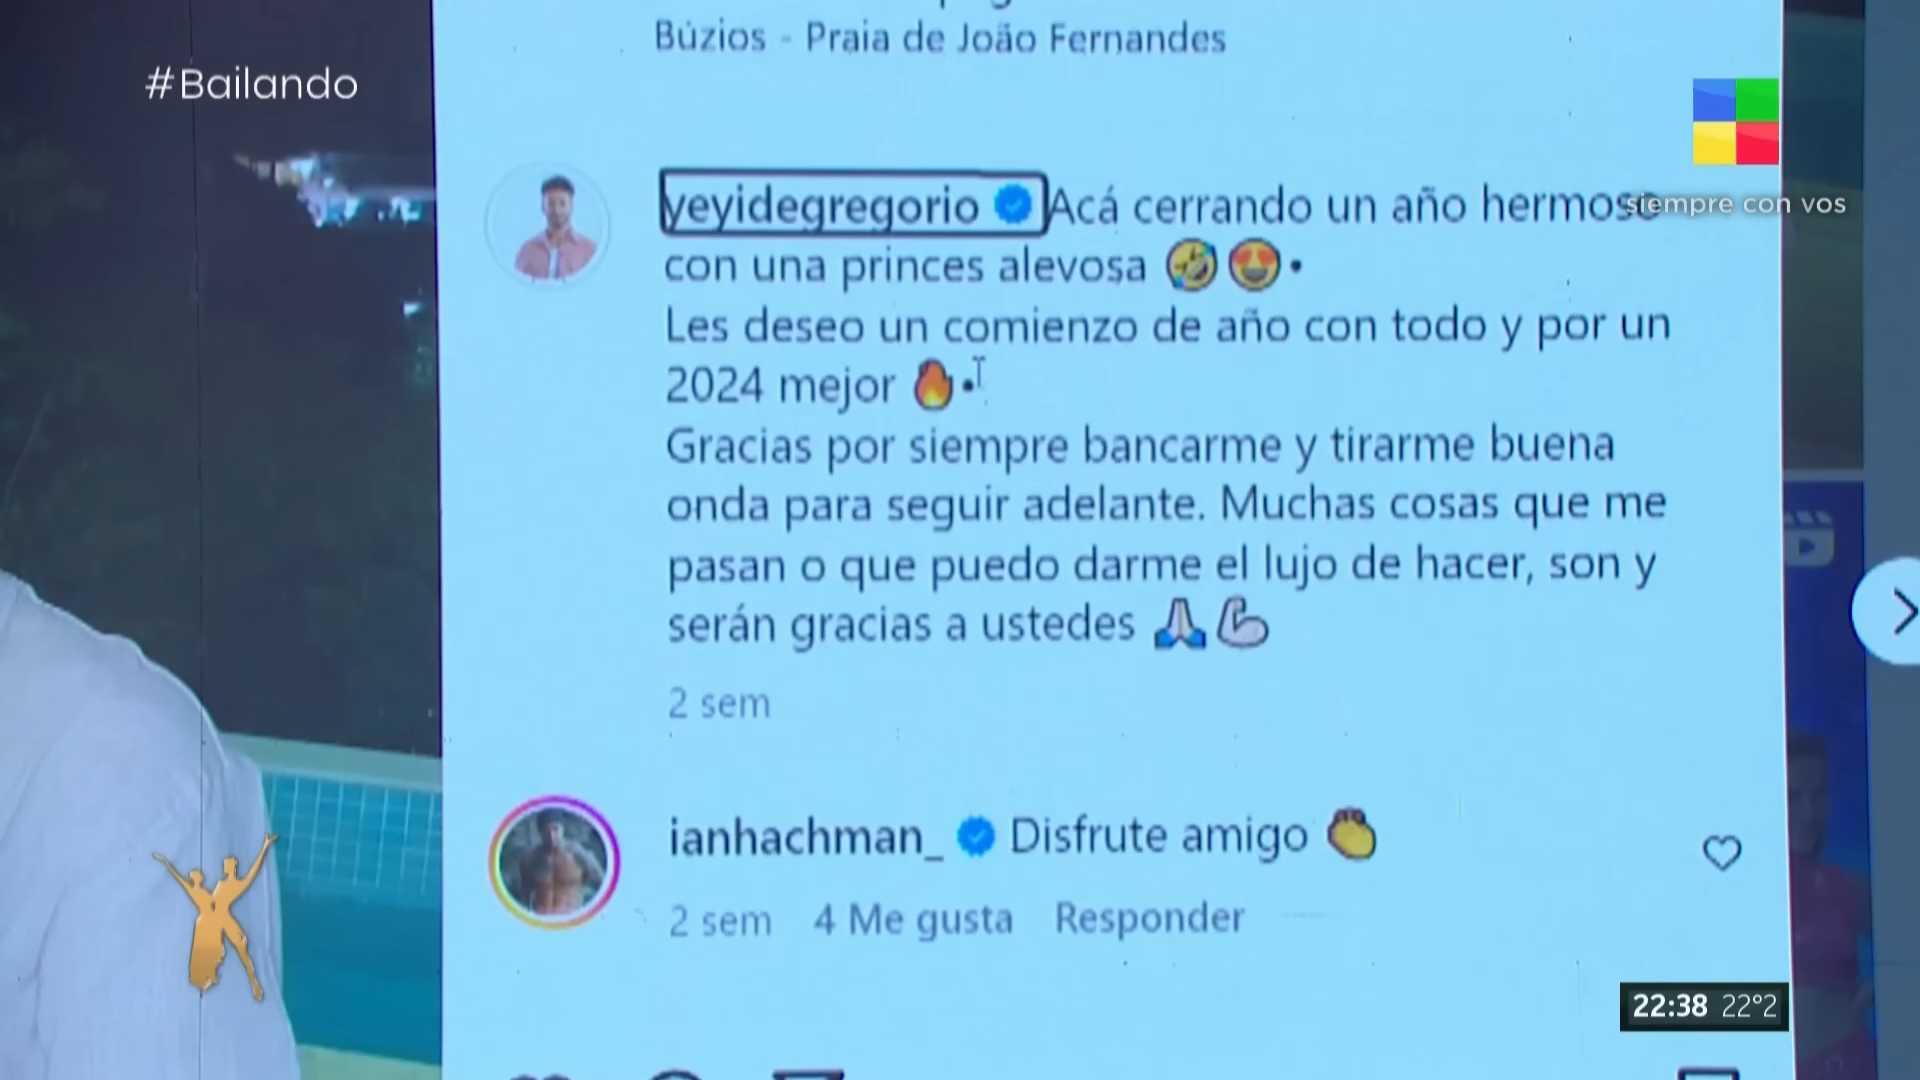 Búzios - Praia de João Fernandes
#Bailando
siempre con vos
yeyidegregorio Acá cerrando un año hermoso
con una princes alevosa 🤣😍•
Les deseo un comienzo de año con todo y por un
2024 mejor 🔥•
Gracias por siempre bancarme y tirarme buena
onda para seguir adelante. Muchas cosas que me
pasan o que puedo darme el lujo de hacer, son y
serán gracias a ustedes 🙏💪
2 sem
ianhachman_ Disfrute amigo 👏
2 sem 4 Me gusta Responder
22:38 22°2